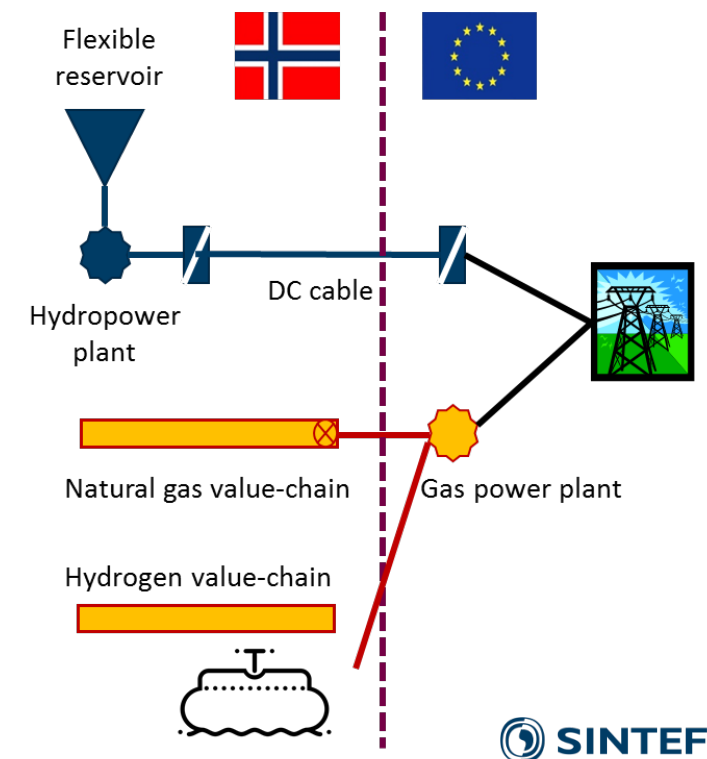 Flexible
reservoir
DC cable
Hydropower
plant
Natural gas value-chain
Gas power plant
Hydrogen value-chain
SINTEF